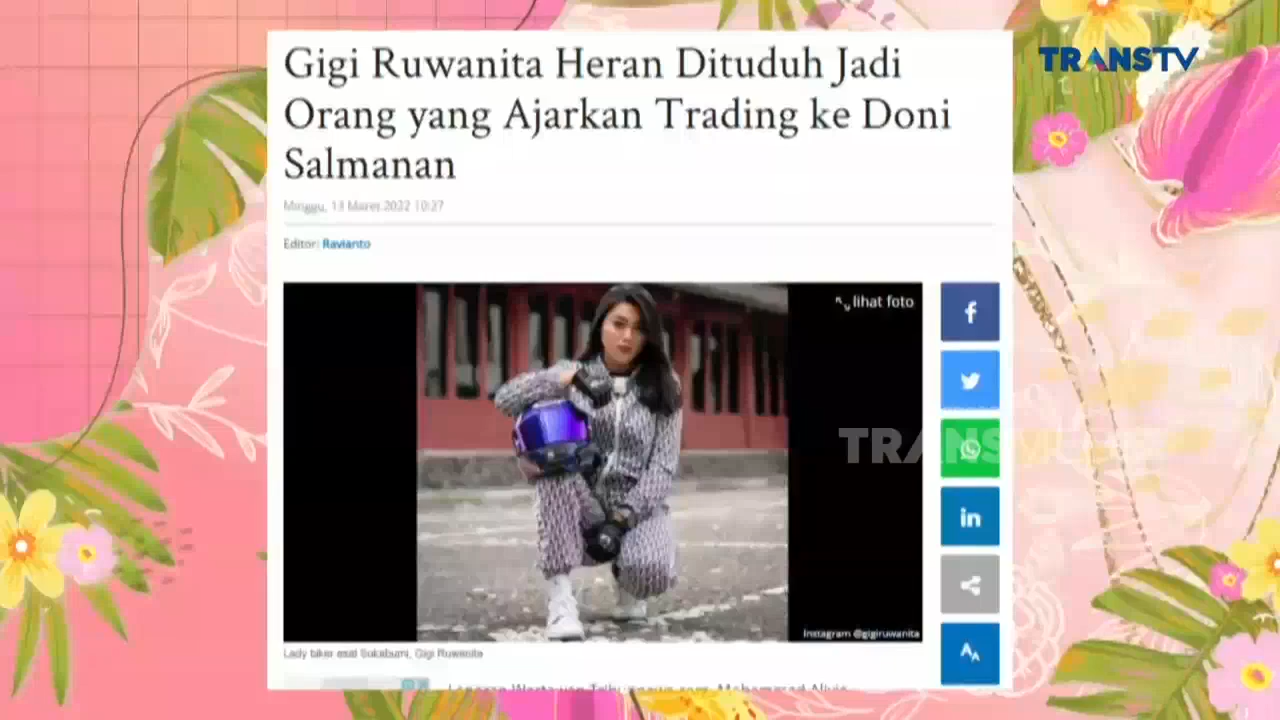 Gigi Ruwanita Heran Dituduh Jadi
TRANSTV
Orang yang Ajarkan Trading ke Doni
Salmanan
Minggu, 13 Maret 2022 10:27
Editor: Ravianto
lihat foto
TRANS
Instagram @gigiruwanita
Lady biker asal Sukabumi, Gigi Ruwanita